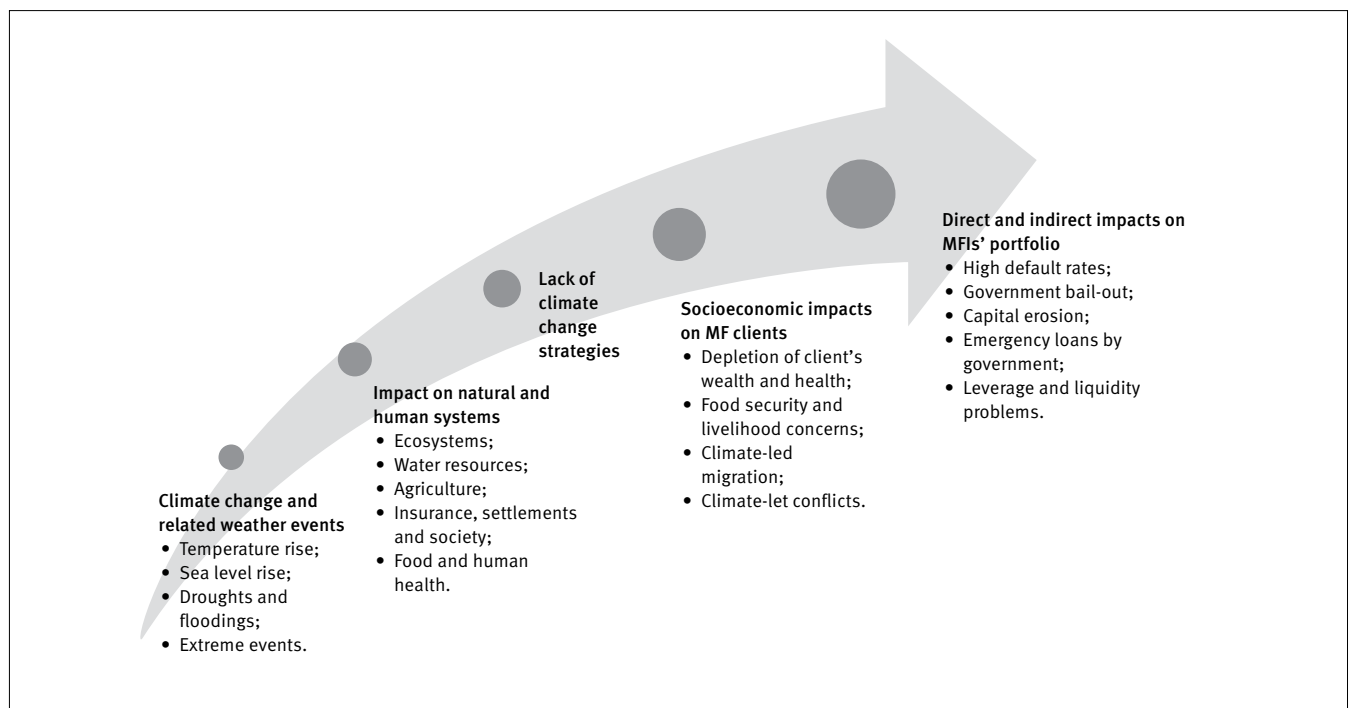 Climate change and
related weather events
• Temperature rise;
• Sea level rise;
• Droughts and
floodings;
• Extreme events.
Impact on natural and
human systems
• Ecosystems;
• Water resources;
• Agriculture;
• Insurance, settlements
and society;
• Food and human
health.
Lack of
climate
change
strategies
Socioeconomic impacts
on MF clients
• Depletion of client’s
wealth and health;
• Food security and
livelihood concerns;
• Climate-led
migration;
• Climate-let conflicts.
Direct and indirect impacts on
MFIs’ portfolio
• High default rates;
• Government bail-out;
• Capital erosion;
• Emergency loans by
government;
• Leverage and liquidity
problems.